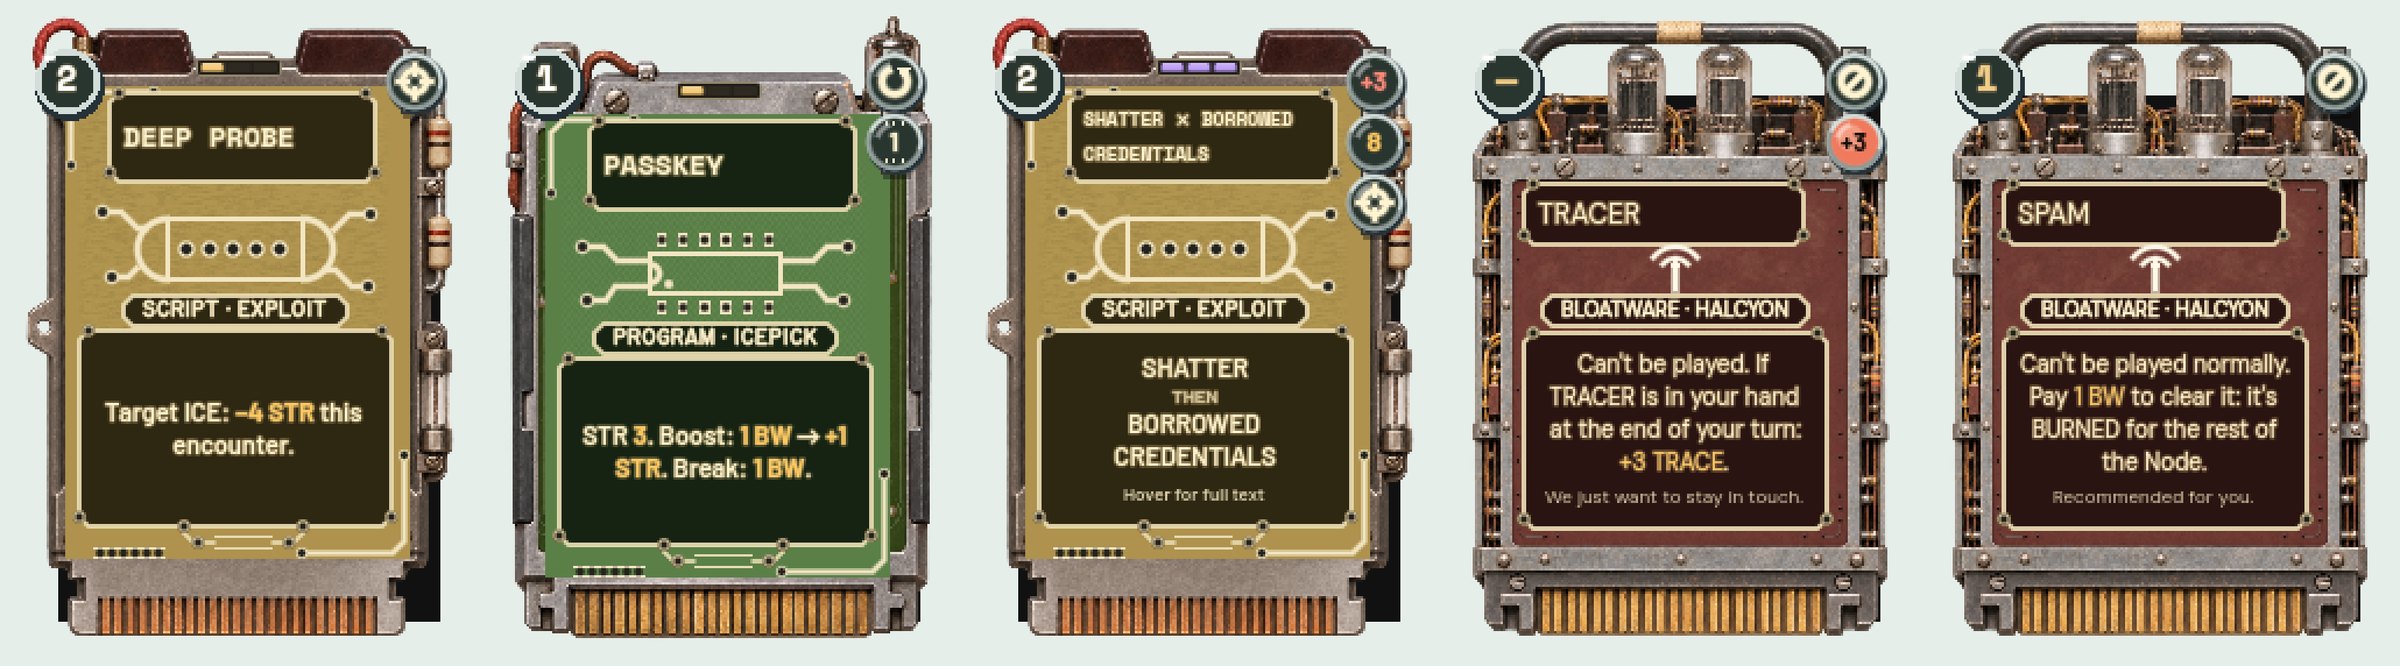 2
DEEP PROBE
SCRIPT · EXPLOIT
Target ICE: −4 STR this
encounter.
1
1
PASSKEY
PROGRAM · ICEPICK
STR 3. Boost: 1 BW → +1
STR. Break: 1 BW.
2
+3
8
SHATTER × BORROWED
CREDENTIALS
SCRIPT · EXPLOIT
SHATTER
THEN
BORROWED
CREDENTIALS
Hover for full text
–
+3
TRACER
BLOATWARE · HALCYON
Can't be played. If
TRACER is in your hand
at the end of your turn:
+3 TRACE.
We just want to stay in touch.
1
SPAM
BLOATWARE · HALCYON
Can't be played normally.
Pay 1 BW to clear it: it's
BURNED for the rest of
the Node.
Recommended for you.